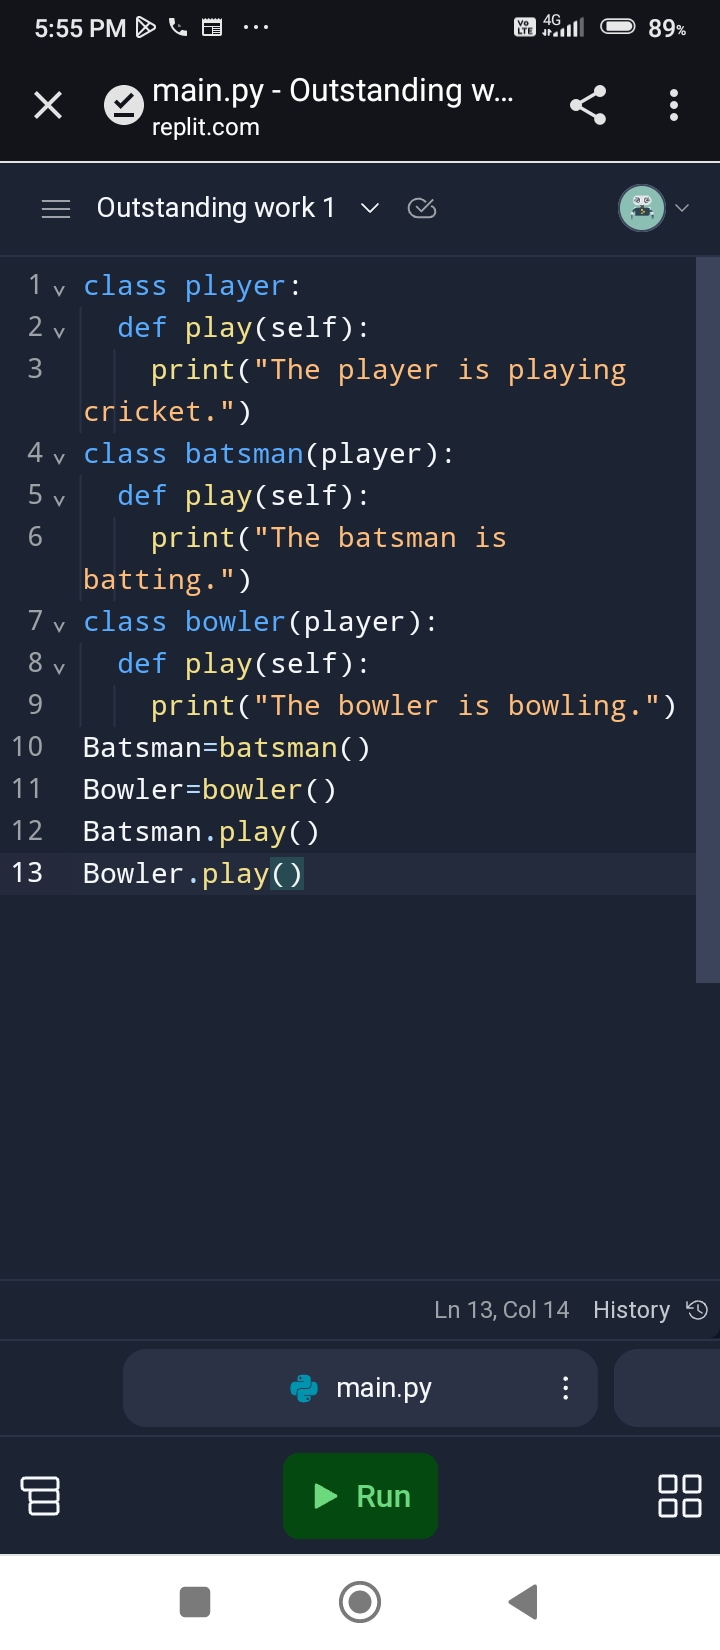 5:55 PM ... Vo LTE 4G 89%
main.py - Outstanding w...
replit.com
Outstanding work 1
1 class player:
2 def play(self):
3 print("The player is playing
cricket.")
4 class batsman(player):
5 def play(self):
6 print("The batsman is
batting.")
7 class bowler(player):
8 def play(self):
9 print("The bowler is bowling.")
10 Batsman=batsman()
11 Bowler=bowler()
12 Batsman.play()
13 Bowler.play()
Ln 13, Col 14 History
main.py
Run